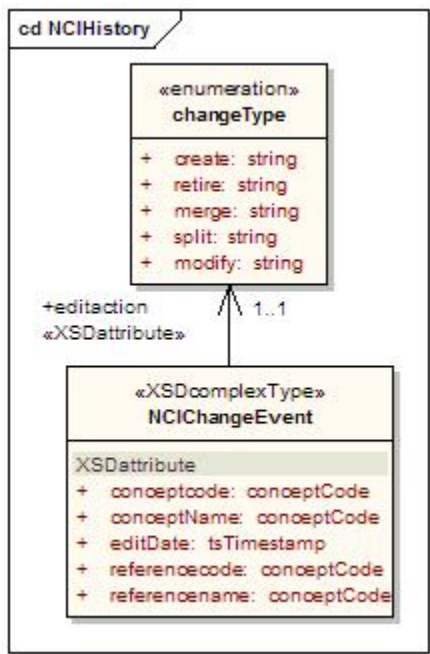 cd NCIHistory
«enumeration»
changeType
+ create: string
+ retire: string
+ merge: string
+ split: string
+ modify: string
+editaction 1..1
«XSDattribute»
«XSDcomplexType»
NCIChangeEvent
XSDattribute
+ conceptcode: conceptCode
+ conceptName: conceptCode
+ editDate: tsTimestamp
+ referencecode: conceptCode
+ referencename: conceptCode